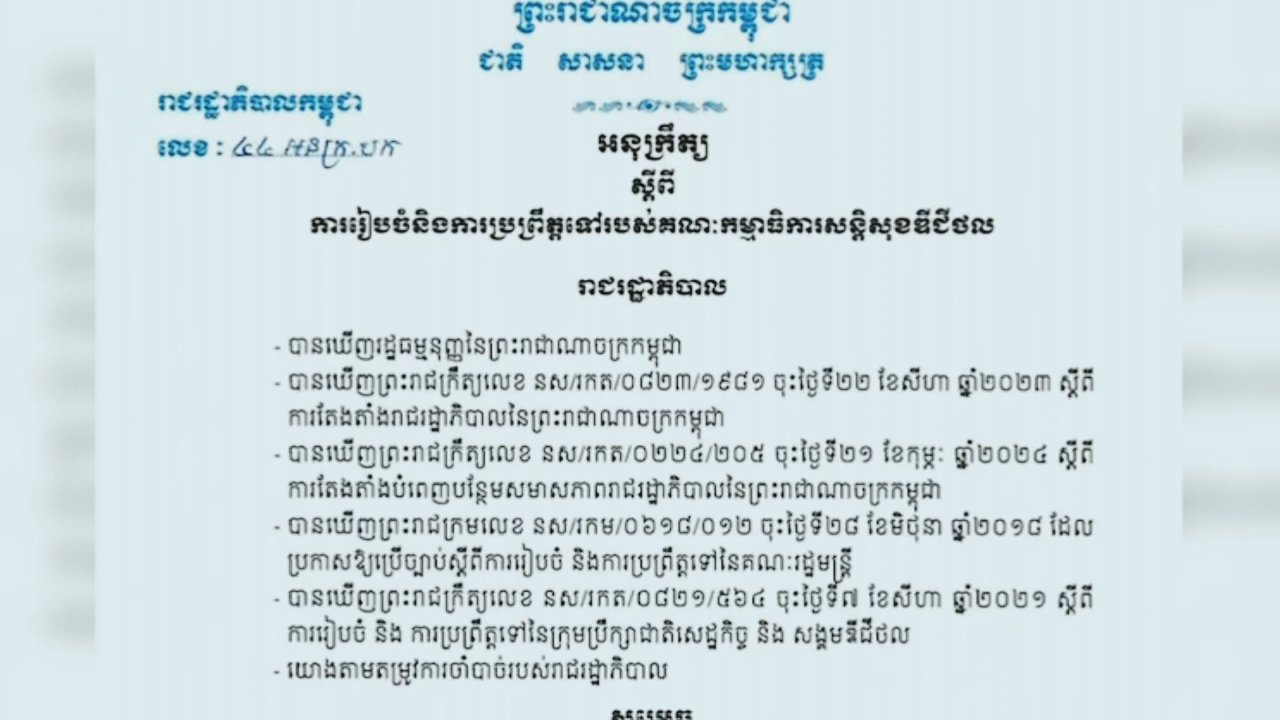 ព្រះរាជាណាចក្រកម្ពុជា
ជាតិ សាសនា ព្រះមហាក្សត្រ
រាជរដ្ឋាភិបាលកម្ពុជា
លេខ : ៤៤ អនក្រ.បក
អនុក្រឹត្យ
ស្តីពី
ការរៀបចំនិងការប្រព្រឹត្តទៅរបស់គណៈកម្មាធិការសន្តិសុខឌីជីថល
រាជរដ្ឋាភិបាល
- បានឃើញរដ្ឋធម្មនុញ្ញនៃព្រះរាជាណាចក្រកម្ពុជា
- បានឃើញព្រះរាជក្រឹត្យលេខ នស/រកត/០៨២៣/១៩៨១ ចុះថ្ងៃទី២២ ខែសីហា ឆ្នាំ២០២៣ ស្តីពី
ការតែងតាំងរាជរដ្ឋាភិបាលនៃព្រះរាជាណាចក្រកម្ពុជា
- បានឃើញព្រះរាជក្រឹត្យលេខ នស/រកត/០២២៤/២០៥ ចុះថ្ងៃទី២១ ខែកុម្ភៈ ឆ្នាំ២០២៤ ស្តីពី
ការតែងតាំងបំពេញបន្ថែមសមាសភាពរាជរដ្ឋាភិបាលនៃព្រះរាជាណាចក្រកម្ពុជា
- បានឃើញព្រះរាជក្រមលេខ នស/រកម/០៦១៨/០១២ ចុះថ្ងៃទី២៨ ខែមិថុនា ឆ្នាំ២០១៨ ដែល
ប្រកាសឱ្យប្រើច្បាប់ស្តីពីការរៀបចំ និងការប្រព្រឹត្តទៅនៃគណៈរដ្ឋមន្ត្រី
- បានឃើញព្រះរាជក្រឹត្យលេខ នស/រកត/០៨២១/៥៦៤ ចុះថ្ងៃទី៧ ខែសីហា ឆ្នាំ២០២១ ស្តីពី
ការរៀបចំ និង ការប្រព្រឹត្តទៅនៃក្រុមប្រឹក្សាជាតិសេដ្ឋកិច្ច និង សង្គមឌីជីថល
- យោងតាមតម្រូវការចាំបាច់របស់រាជរដ្ឋាភិបាល